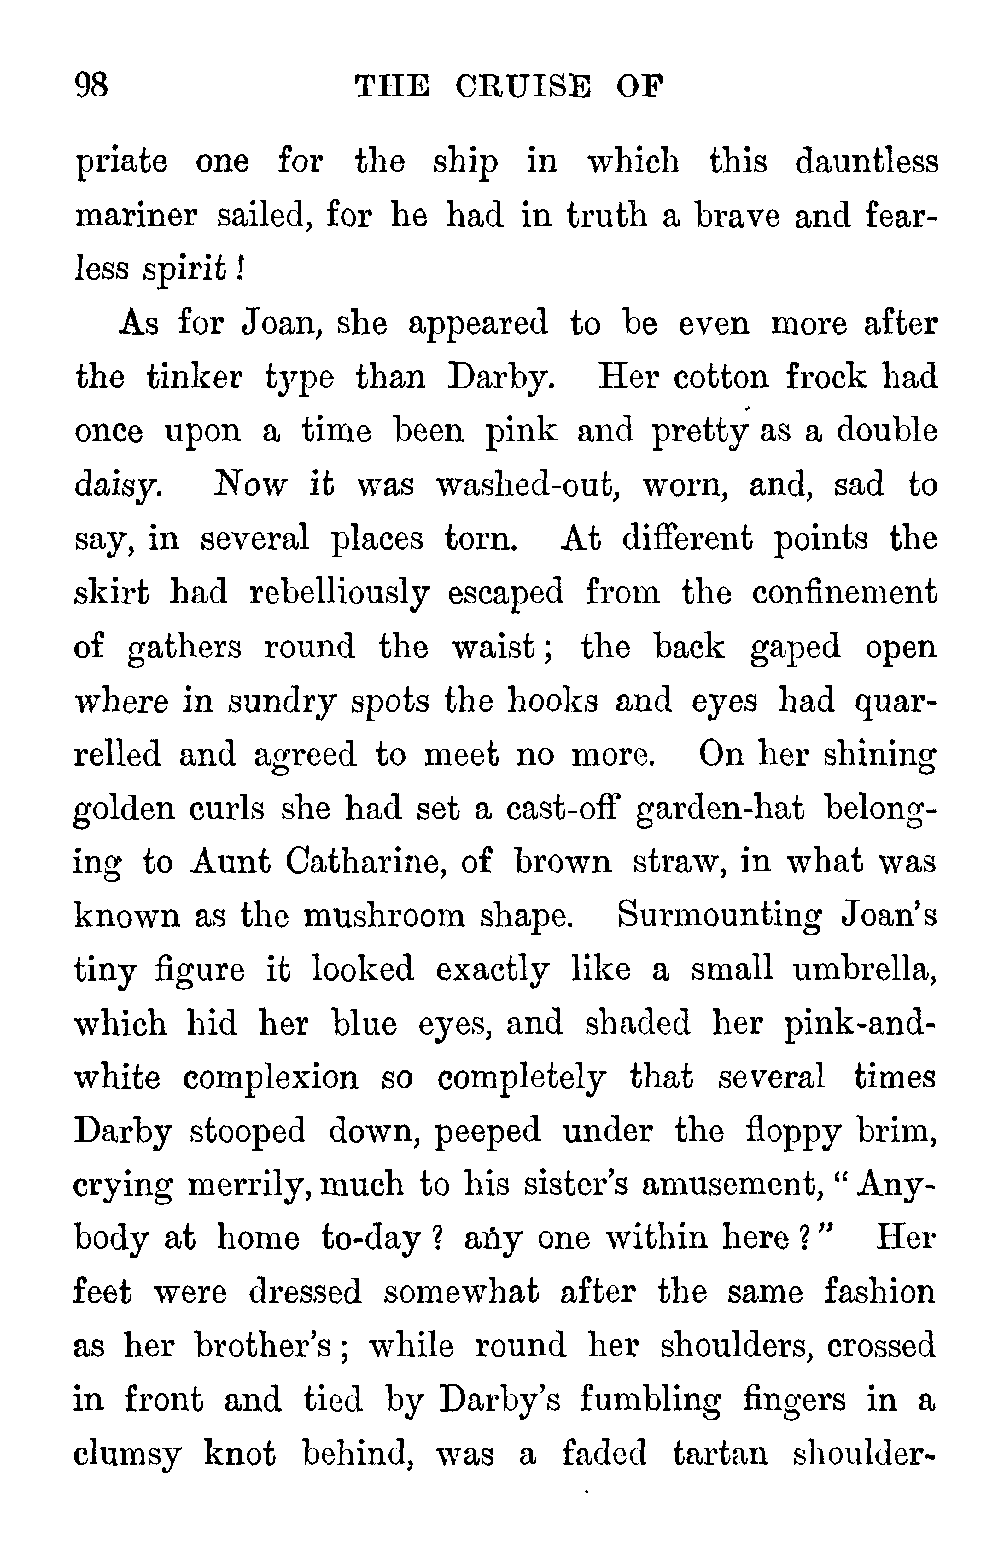 98 THE CRUISE OF
priate one for the ship in which this dauntless
mariner sailed, for he had in truth a brave and fear-
less spirit!
As for Joan, she appeared to be even more after
the tinker type than Darby. Her cotton frock had
once upon a time been pink and pretty as a double
daisy. Now it was washed-out, worn, and, sad to
say, in several places torn. At different points the
skirt had rebelliously escaped from the confinement
of gathers round the waist; the back gaped open
where in sundry spots the hooks and eyes had quar-
relled and agreed to meet no more. On her shining
golden curls she had set a cast-off garden-hat belong-
ing to Aunt Catharine, of brown straw, in what was
known as the mushroom shape. Surmounting Joan's
tiny figure it looked exactly like a small umbrella,
which hid her blue eyes, and shaded her pink-and-
white complexion so completely that several times
Darby stooped down, peeped under the floppy brim,
crying merrily, much to his sister's amusement, "Any-
body at home to-day? any one within here?" Her
feet were dressed somewhat after the same fashion
as her brother's; while round her shoulders, crossed
in front and tied by Darby's fumbling fingers in a
clumsy knot behind, was a faded tartan shoulder-